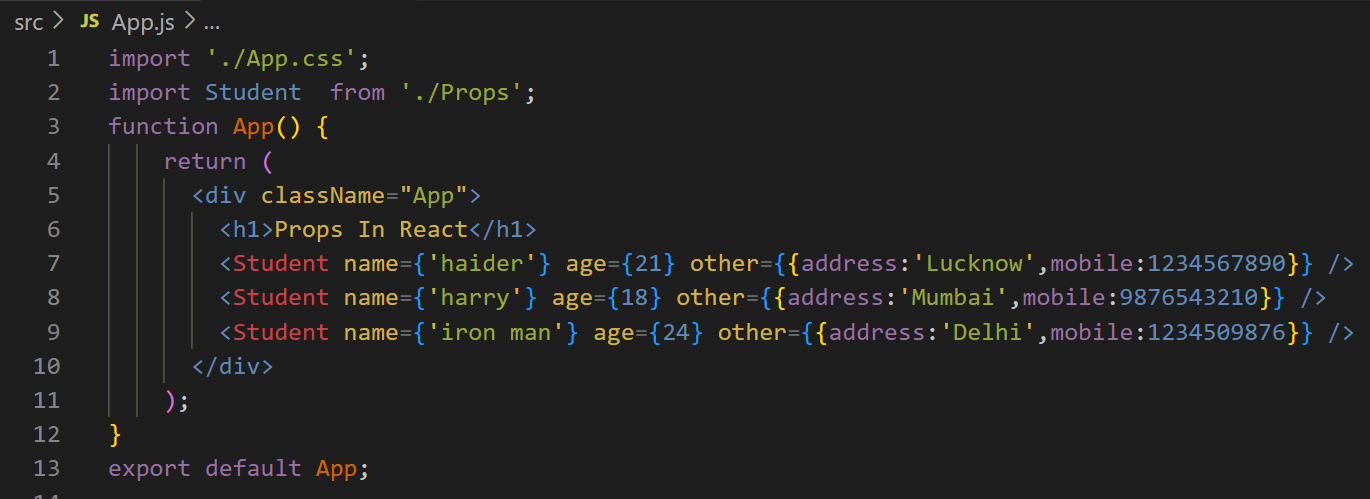 src > JS App.js > ...
1 import './App.css';
2 import Student  from './Props';
3 function App() {
4     return (
5       <div className="App">
6         <h1>Props In React</h1>
7         <Student name={'haider'} age={21} other={{address:'Lucknow',mobile:1234567890}} />
8         <Student name={'harry'} age={18} other={{address:'Mumbai',mobile:9876543210}} />
9         <Student name={'iron man'} age={24} other={{address:'Delhi',mobile:1234509876}} />
10       </div>
11     );
12 }
13 export default App;
14